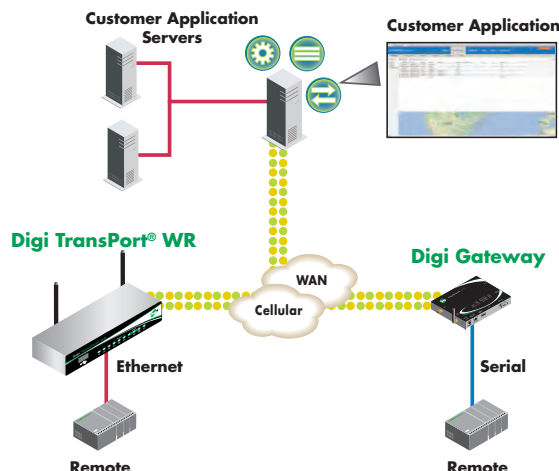 Customer Application
Servers
Customer Application
Digi TransPort® WR
Digi Gateway
WAN
Cellular
Ethernet
Serial
Remote
Remote